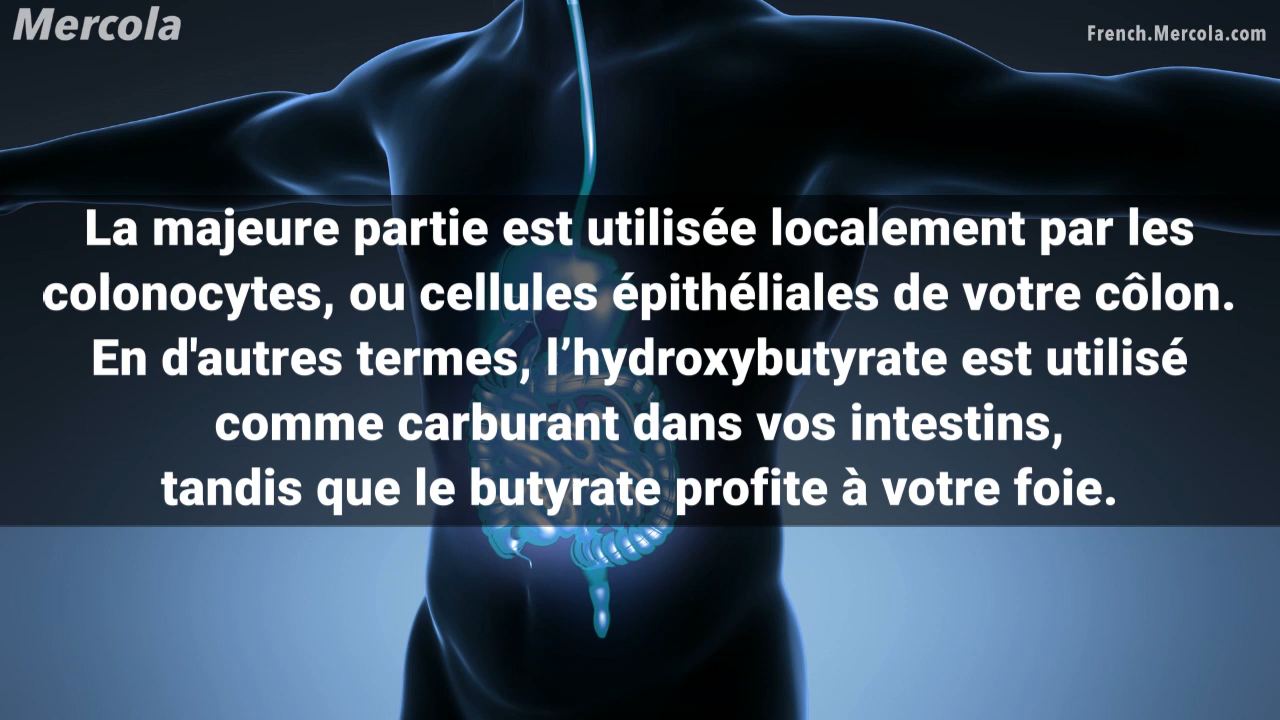 Mercola
French.Mercola.com
La majeure partie est utilisée localement par les
colonocytes, ou cellules épithéliales de votre côlon.
En d'autres termes, l’hydroxybutyrate est utilisé
comme carburant dans vos intestins,
tandis que le butyrate profite à votre foie.